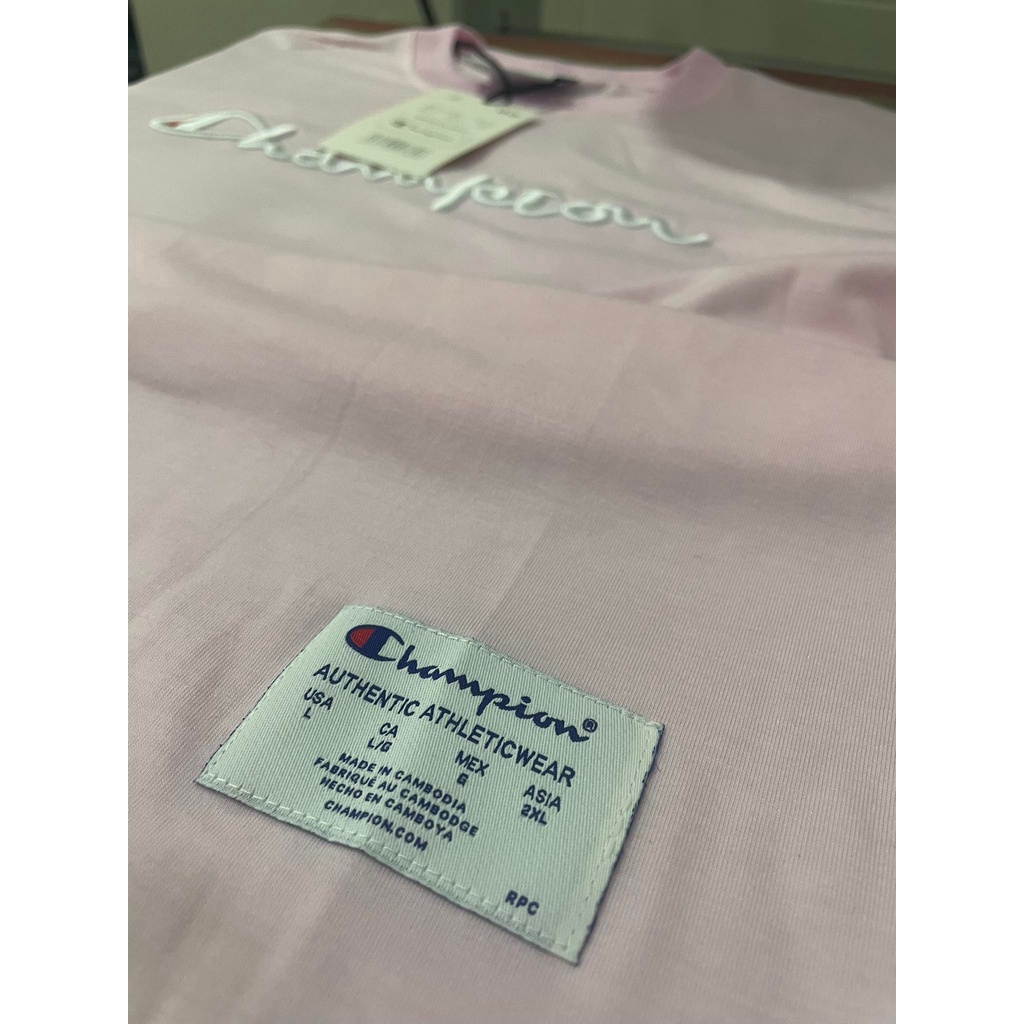 Champion
Champion®
AUTHENTIC ATHLETICWEAR
USA CA MEX ASIA
L L/G G 2XL
MADE IN CAMBODIA
FABRIQUÉ AU CAMBODGE
HECHO EN CAMBOYA
CHAMPION.COM
RPC